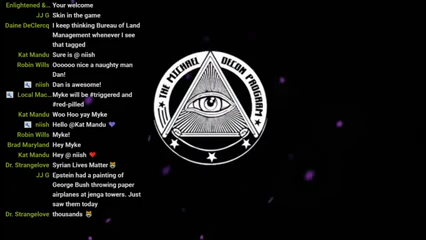 Enlightened &... Your welcome
JJ G Skin in the game
Daine DeClercq I keep thinking Bureau of Land
Management whenever I see
that tagged
Kat Mandu Sure is @ niish
Robin Wills Oooooo nice a naughty man
Dan!
niish Dan is awesome!
Local Mac... Myke will be #triggered and
#red-pilled
Kat Mandu Woo Hoo yay Myke
niish Hello @Kat Mandu 💜
Robin Wills Myke!
Brad Maryland Hey Myke
Kat Mandu Hey @ niish ❤️
Dr. Strangelove Syrian Lives Matter 😹
JJ G Epstein had a painting of
George Bush throwing paper
airplanes at jenga towers. Just
saw them today
Dr. Strangelove thousands 😹
THE MICHAEL DECON PROGRAM